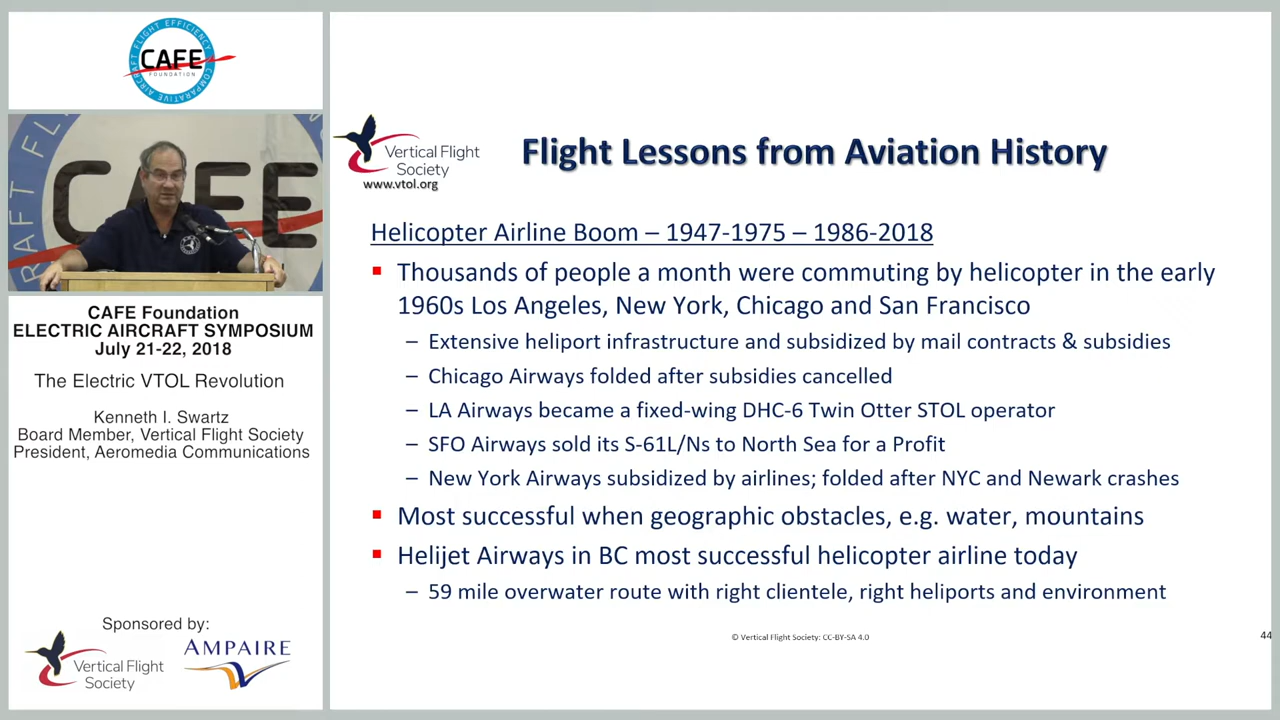 CAFE
FOUNDATION
AIRCRAFT FLIGHT EFFICIENCY
COMPARATIVE
CAFE
CAFE Foundation
ELECTRIC AIRCRAFT SYMPOSIUM
July 21-22, 2018
The Electric VTOL Revolution
Kenneth I. Swartz
Board Member, Vertical Flight Society
President, Aeromedia Communications
Sponsored by:
Vertical Flight
Society
AMPAIRE
Vertical Flight
Society
www.vtol.org
Flight Lessons from Aviation History
Helicopter Airline Boom – 1947-1975 – 1986-2018
▪ Thousands of people a month were commuting by helicopter in the early
1960s Los Angeles, New York, Chicago and San Francisco
– Extensive heliport infrastructure and subsidized by mail contracts & subsidies
– Chicago Airways folded after subsidies cancelled
– LA Airways became a fixed-wing DHC-6 Twin Otter STOL operator
– SFO Airways sold its S-61L/Ns to North Sea for a Profit
– New York Airways subsidized by airlines; folded after NYC and Newark crashes
▪ Most successful when geographic obstacles, e.g. water, mountains
▪ Helijet Airways in BC most successful helicopter airline today
– 59 mile overwater route with right clientele, right heliports and environment
© Vertical Flight Society: CC-BY-SA 4.0
44